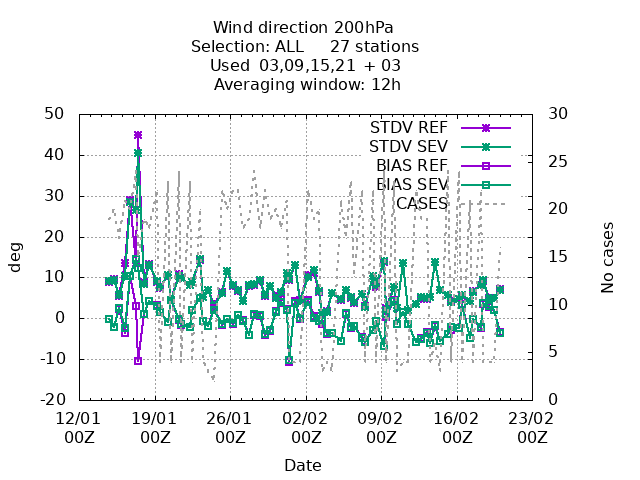 Wind direction 200hPa
Selection: ALL 27 stations
Used 03,09,15,21 + 03
Averaging window: 12h
50 30
STDV REF
40 STDV SEV 25
BIAS REF
BIAS SEV
30 CASES 20
20
15
10
10
0
5
-10
-20 0
deg
No cases
12/01 19/01 26/01 02/02 09/02 16/02 23/02
00Z 00Z 00Z 00Z 00Z 00Z 00Z
Date